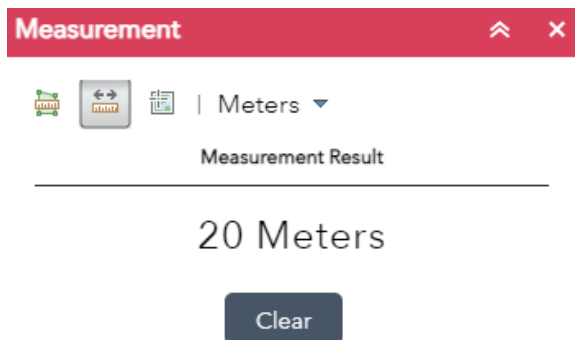 Measurement
| Meters
Measurement Result
20 Meters
Clear